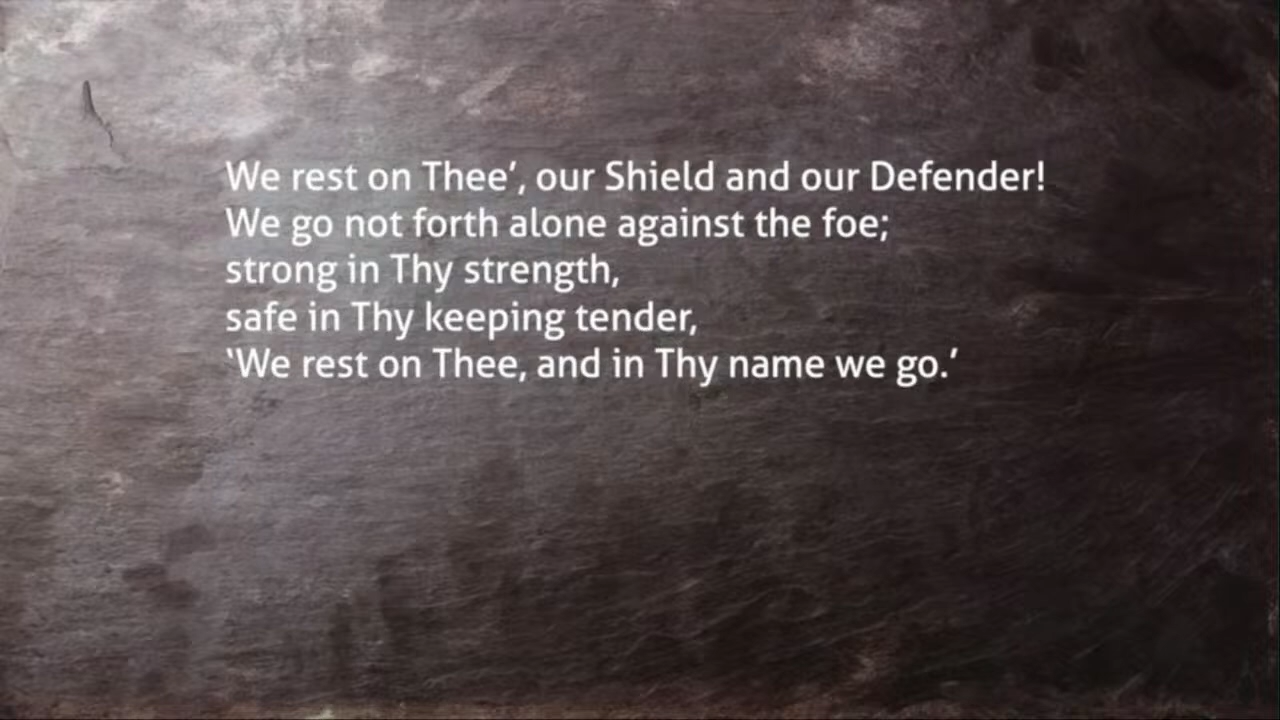 We rest on Thee’, our Shield and our Defender!
We go not forth alone against the foe;
strong in Thy strength,
safe in Thy keeping tender,
‘We rest on Thee, and in Thy name we go.’